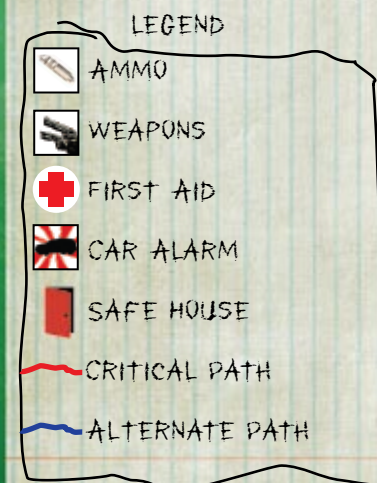 LEGEND
AMMO
WEAPONS
FIRST AID
CAR ALARM
SAFE HOUSE
CRITICAL PATH
ALTERNATE PATH